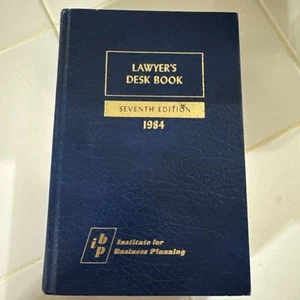 LAWYER'S
DESK BOOK
SEVENTH EDITION
1984
ibp
Institute for
Business Planning